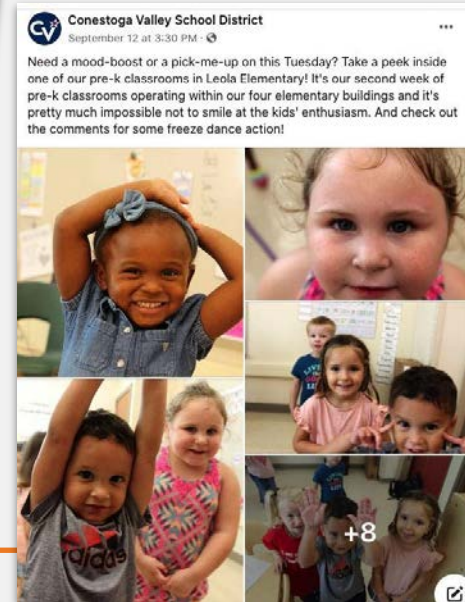 CV
Conestoga Valley School District
September 12 at 3:30 PM ·
Need a mood-boost or a pick-me-up on this Tuesday? Take a peek inside
one of our pre-k classrooms in Leola Elementary! It's our second week of
pre-k classrooms operating within our four elementary buildings and it's
pretty much impossible not to smile at the kids' enthusiasm. And check out
the comments for some freeze dance action!
LIVE
adidas
+8